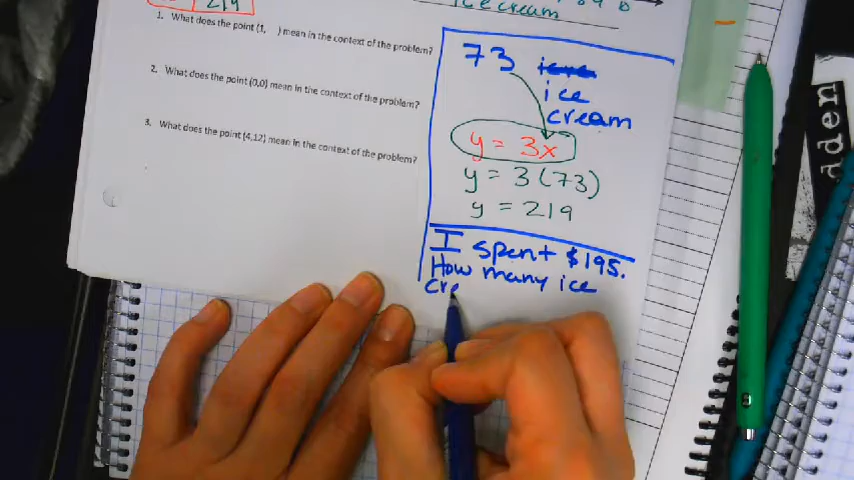 219
ice cream
1. What does the point (1, ) mean in the context of the problem?
2. What does the point (0,0) mean in the context of the problem?
3. What does the point (4,12) mean in the context of the problem?
73
ice
cream
y = 3x
y = 3(73)
y = 219
I spent $195.
How many ice
cre
aden